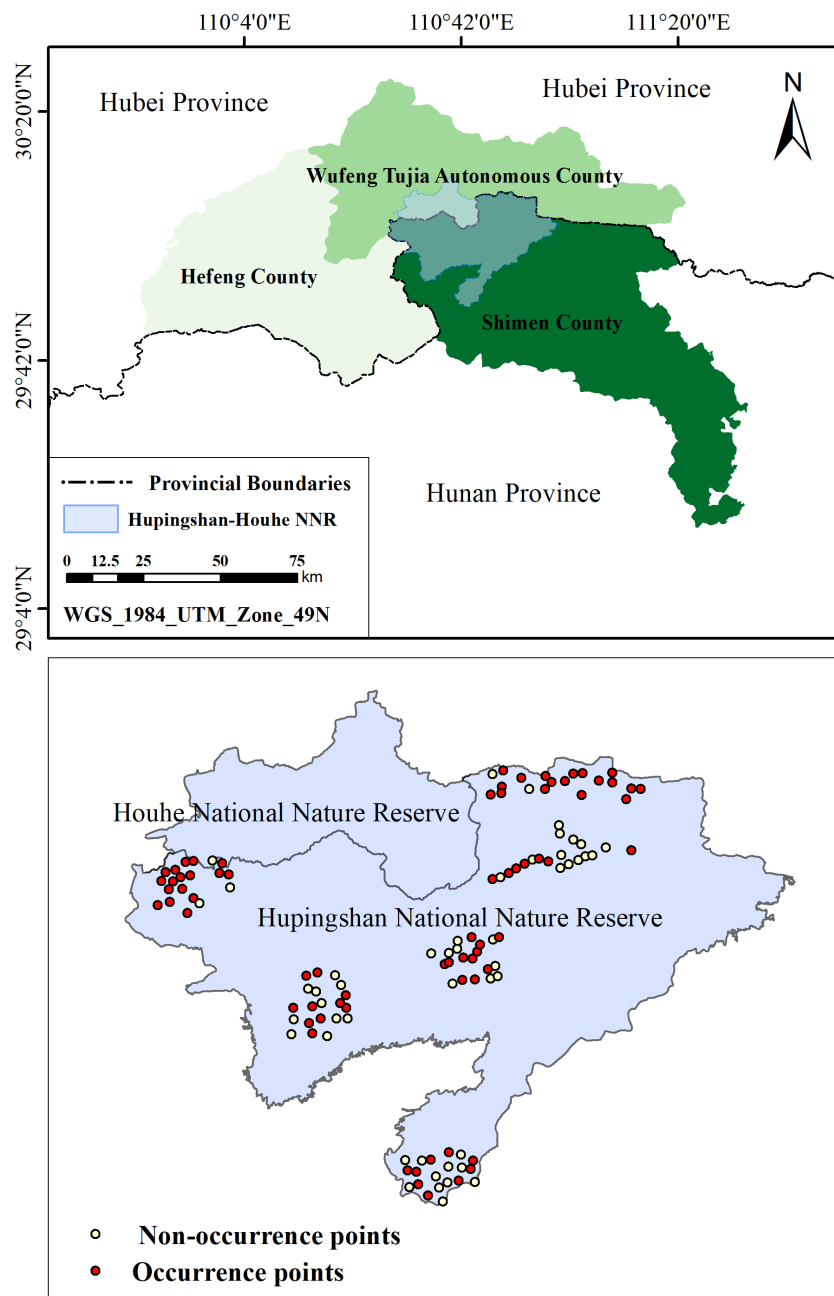 110°4'0"E 110°42'0"E 111°20'0"E
Hubei Province
Hubei Province
N
30°20'0"N
Wufeng Tujia Autonomous County
Hefeng County
Shimen County
29°42'0"N
Provincial Boundaries
Hunan Province
Hupingshan-Houhe NNR
0 12.5 25 50 75
km
29°4'0"N
WGS_1984_UTM_Zone_49N
Houhe National Nature Reserve
Hupingshan National Nature Reserve
Non-occurrence points
Occurrence points